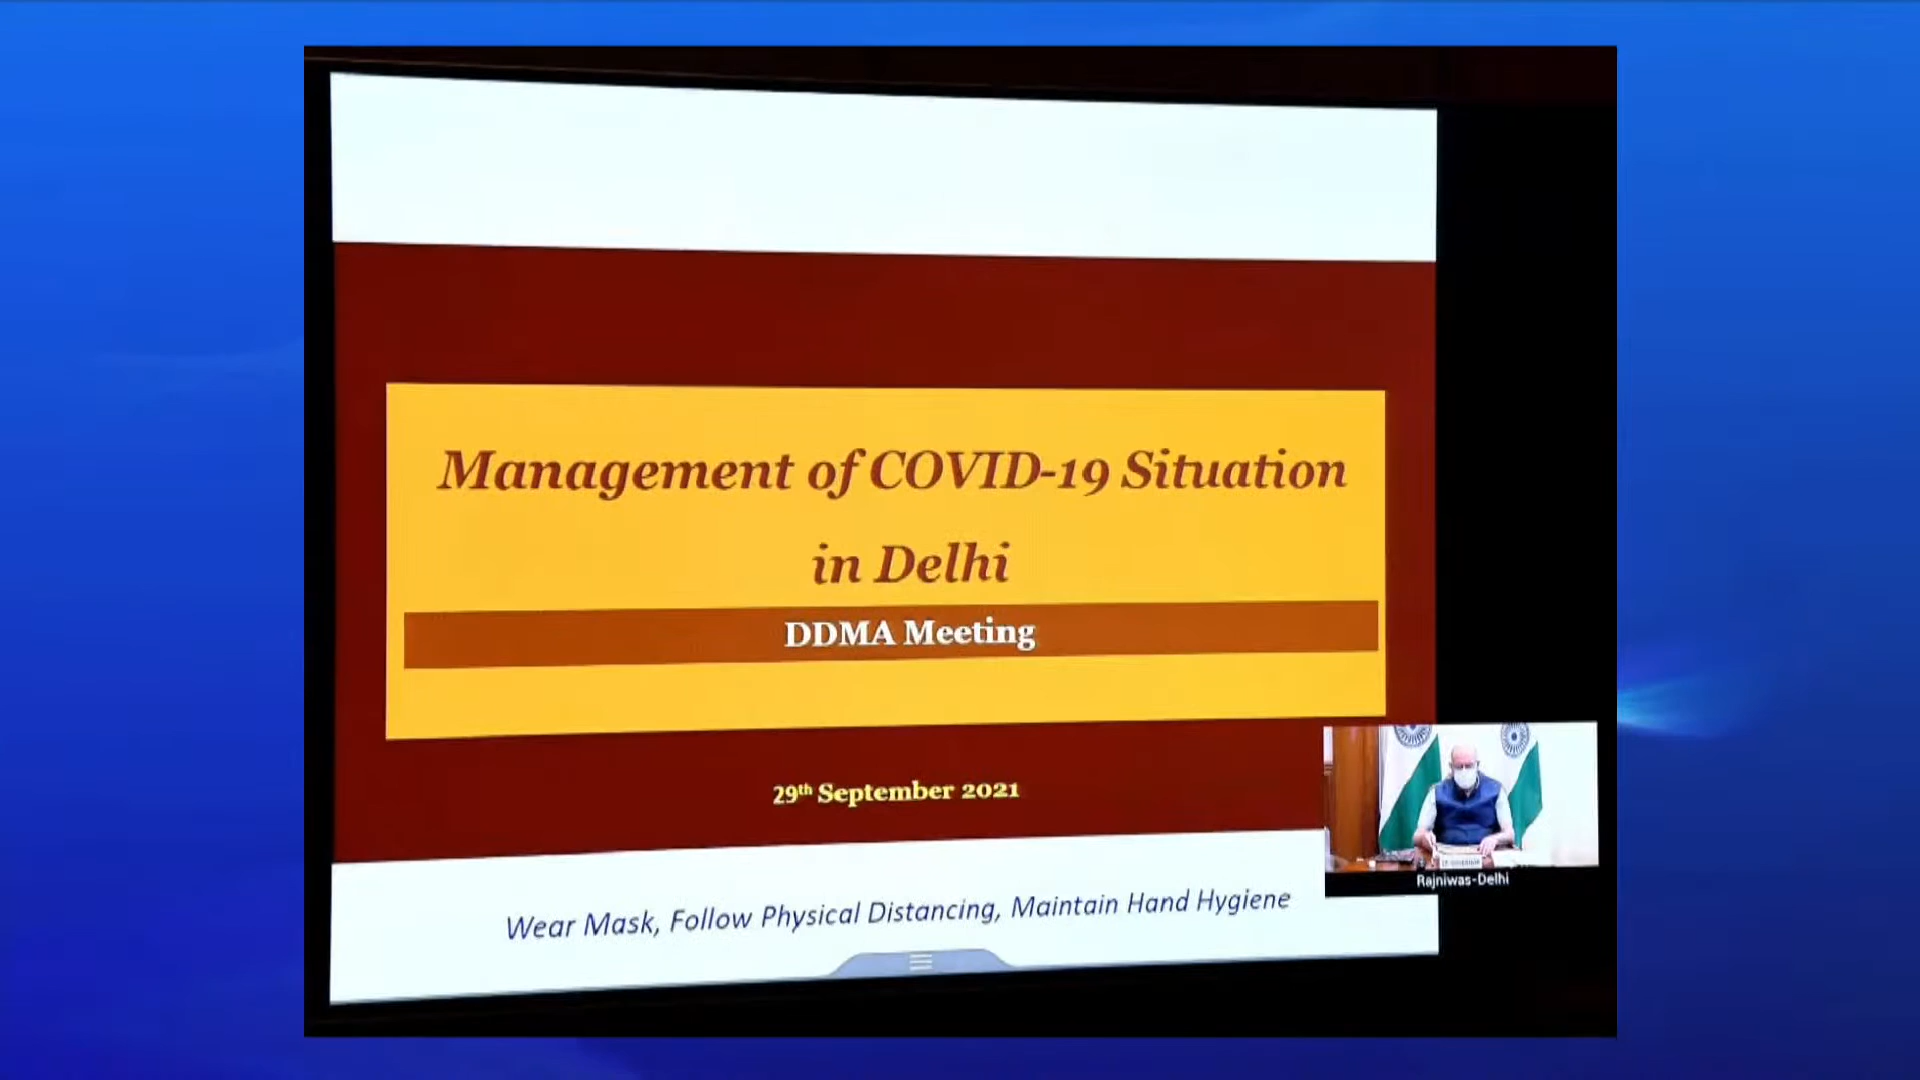 Management of COVID-19 Situation
in Delhi
DDMA Meeting
29th September 2021
Wear Mask, Follow Physical Distancing, Maintain Hand Hygiene
Rajniwas-Delhi